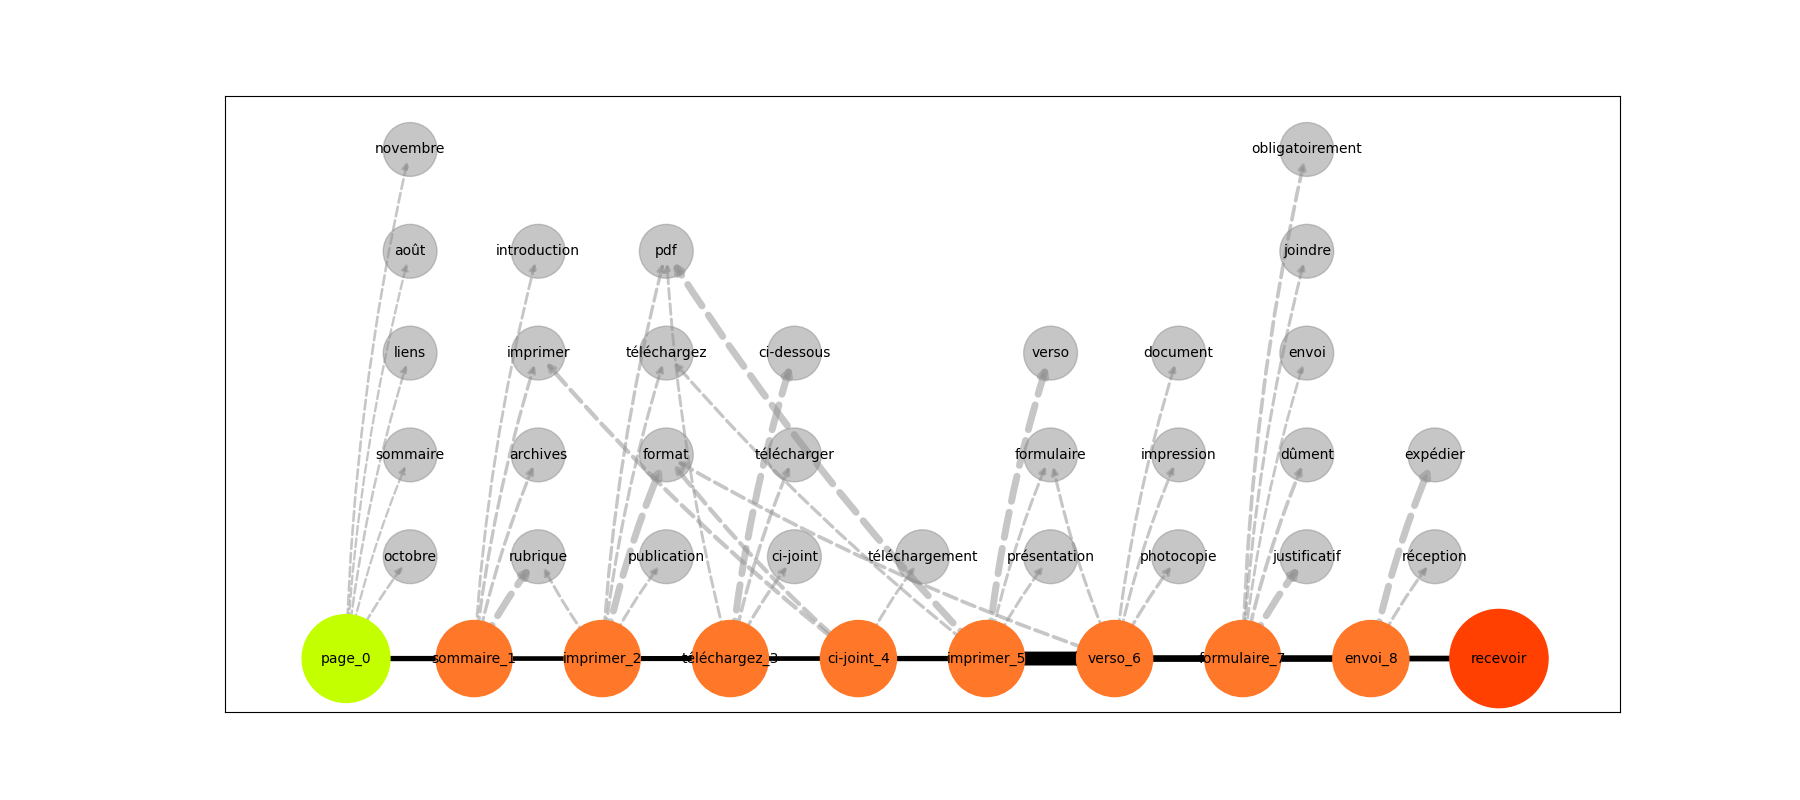 novembre
obligatoirement
août
introduction
pdf
joindre
liens
imprimer
téléchargez
ci-dessous
verso
document
envoi
sommaire
archives
format
télécharger
formulaire
impression
dûment
expédier
octobre
rubrique
publication
ci-joint
téléchargement
présentation
photocopie
justificatif
réception
page_0
sommaire_1
imprimer_2
téléchargez_3
ci-joint_4
imprimer_5
verso_6
formulaire_7
envoi_8
recevoir